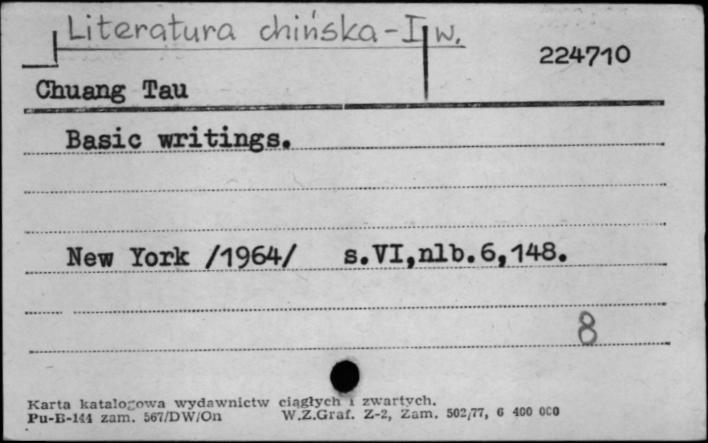 Literatura chińska - I w.
224710
Chuang Tau
Basic writings.
New York /1964/ s.VI,nlb.6,148.
8
Karta katalogowa wydawnictw ciągłych i zwartych.
Pu-B-144 zam. 567/DW/On W.Z.Graf. Z-2, Zam. 502/77, 6 400 000